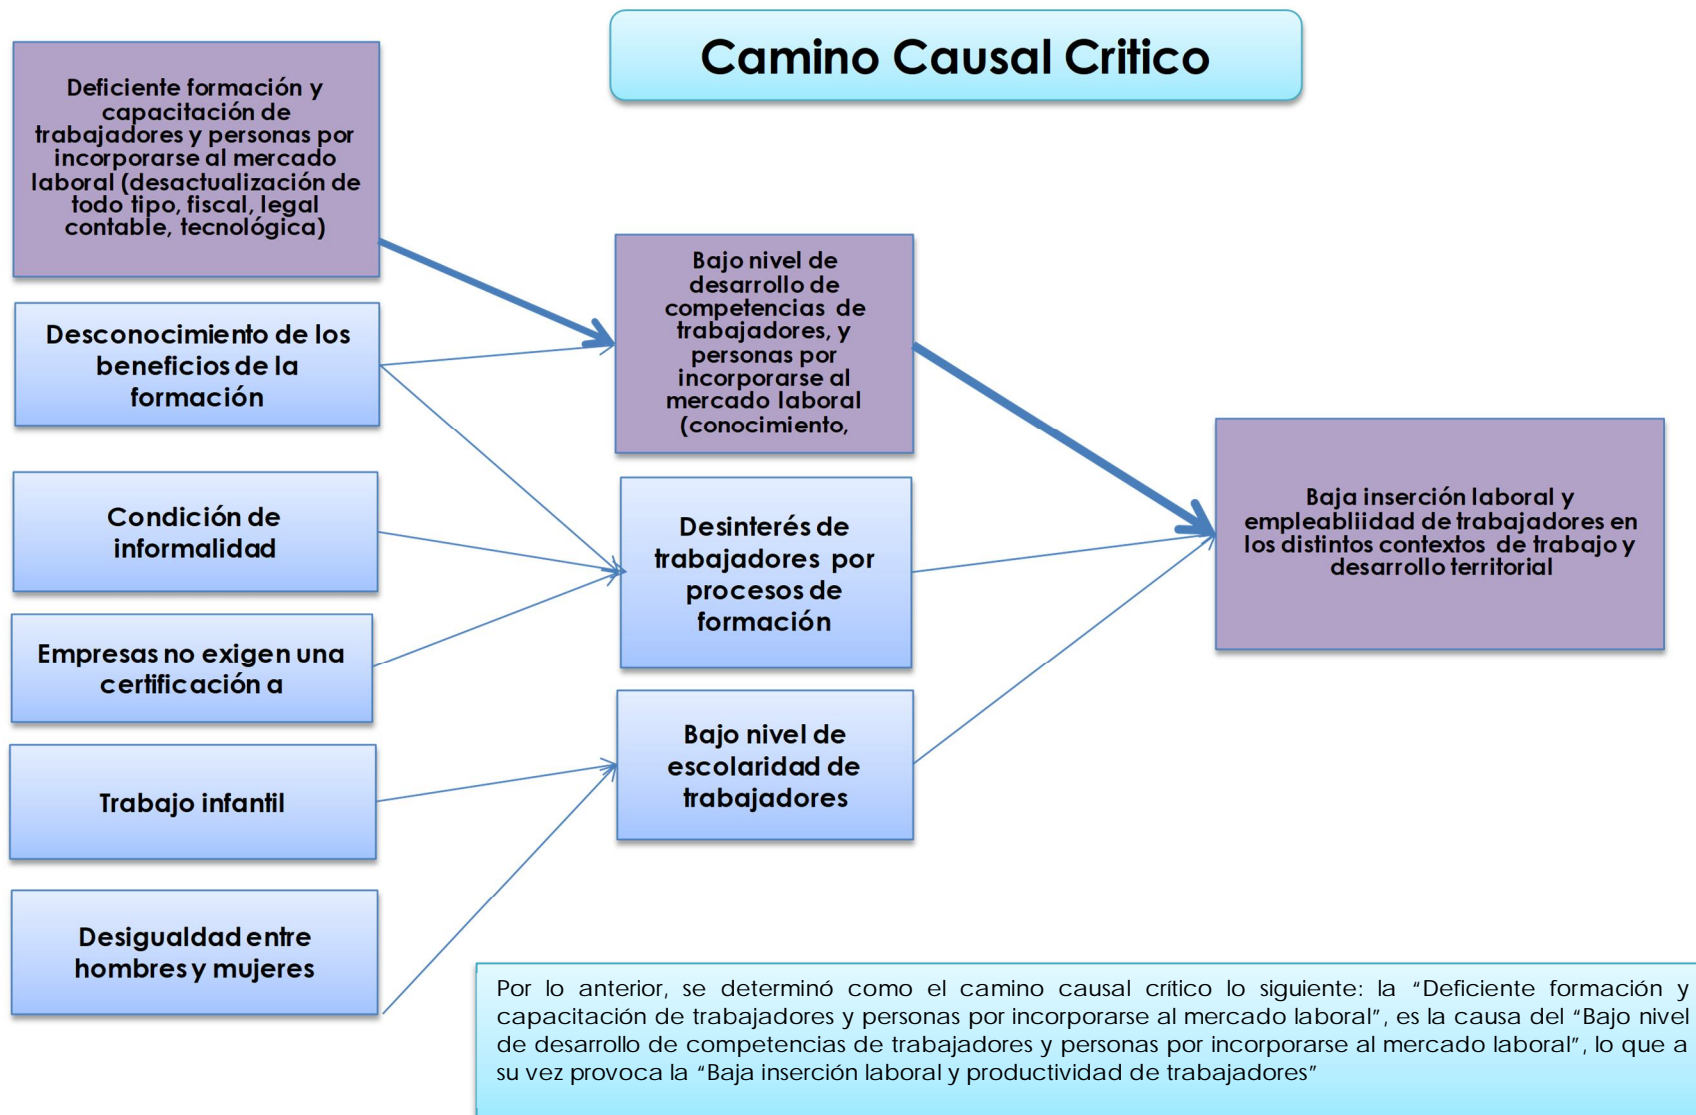 Camino Causal Critico
Deficiente formación y
capacitación de
trabajadores y personas por
incorporarse al mercado
laboral (desactualización de
todo tipo, fiscal, legal
contable, tecnológica)
Desconocimiento de los
beneficios de la
formación
Condición de
informalidad
Empresas no exigen una
certificación a
Trabajo infantil
Desigualdad entre
hombres y mujeres
Bajo nivel de
desarrollo de
competencias de
trabajadores, y
personas por
incorporarse al
mercado laboral
(conocimiento,
Desinterés de
trabajadores por
procesos de
formación
Bajo nivel de
escolaridad de
trabajadores
Baja inserción laboral y
empleabliidad de trabajadores en
los distintos contextos de trabajo y
desarrollo territorial
Por lo anterior, se determinó como el camino causal crítico lo siguiente: la “Deficiente formación y
capacitación de trabajadores y personas por incorporarse al mercado laboral”, es la causa del “Bajo nivel
de desarrollo de competencias de trabajadores y personas por incorporarse al mercado laboral”, lo que a
su vez provoca la “Baja inserción laboral y productividad de trabajadores”